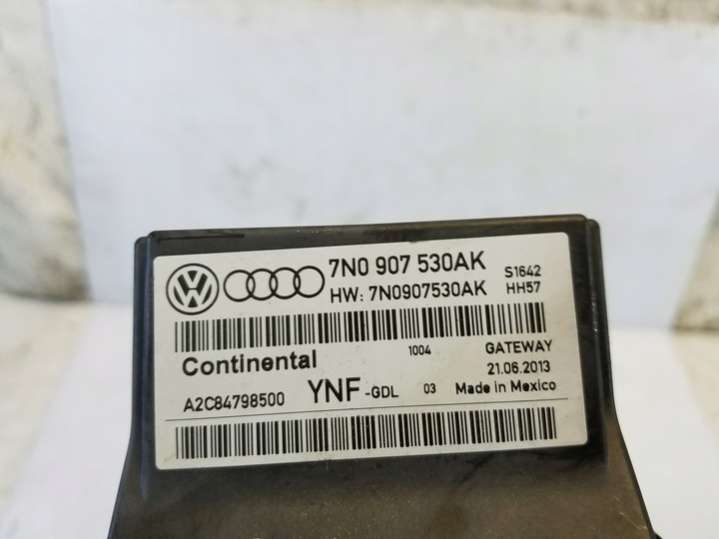 7N0 907 530AK S1642
HW: 7N0907530AK HH57
Continental 1004 GATEWAY
21.06.2013
A2C84798500 YNF -GDL 03 Made in Mexico